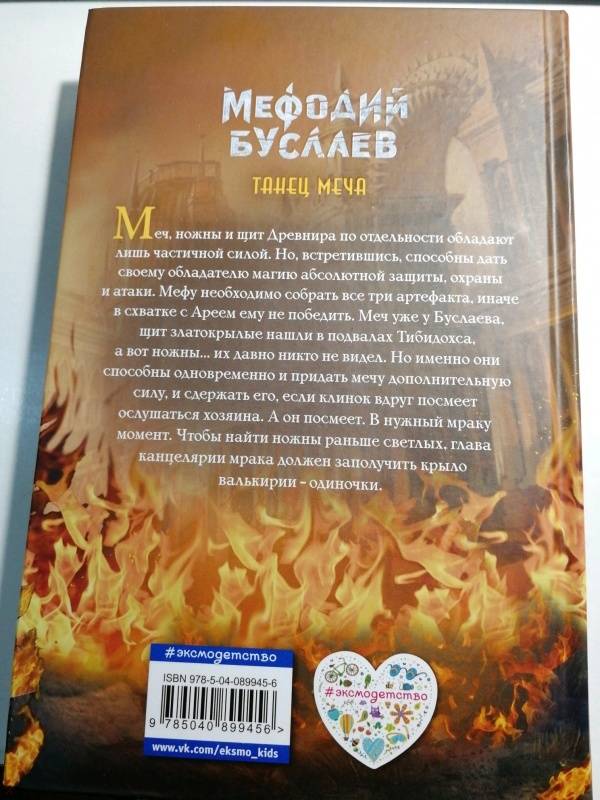 Мефодий
Буслаев
Танец меча
Меч, ножны и щит Древнира по отдельности обладают
лишь частичной силой. Но, встретившись, способны дать
своему обладателю магию абсолютной защиты, охраны
и атаки. Мефу необходимо собрать все три артефакта, иначе
в схватке с Ареем ему не победить. Меч уже у Буслаева,
щит златокрылые нашли в подвалах Тибидохса,
а вот ножны... их давно никто не видел. Но именно они
способны одновременно и придать мечу дополнительную
силу, и сдержать его, если клинок вдруг посмеет
ослушаться хозяина. А он посмеет. В нужный мраку
момент. Чтобы найти ножны раньше светлых, глава
канцелярии мрака должен заполучить крыло
валькирии – одиночки.
#эксмодетство
ISBN 978-5-04-089945-6
9 785040 899456 >
www.vk.com/eksmo_kids
#эксмодетство